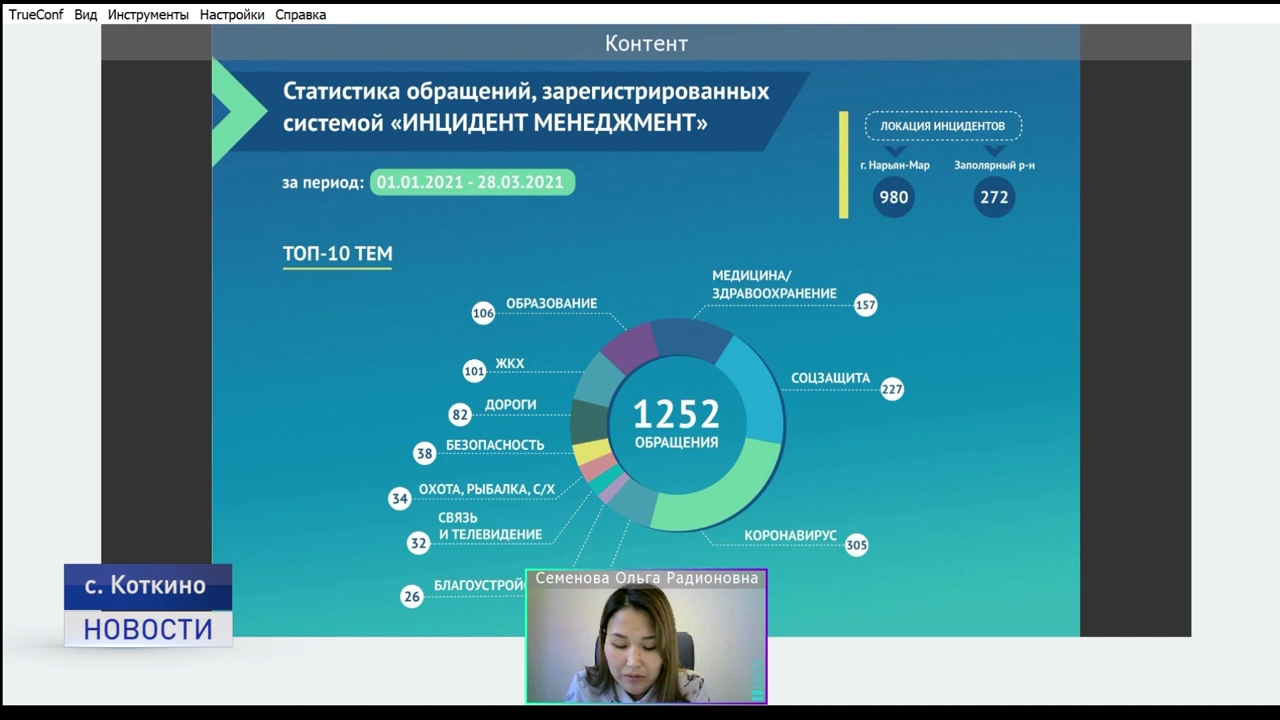 TrueConf Вид Инструменты Настройки Справка
Контент
Статистика обращений, зарегистрированных
системой «ИНЦИДЕНТ МЕНЕДЖМЕНТ»
за период: 01.01.2021 - 28.03.2021
ЛОКАЦИЯ ИНЦИДЕНТОВ
г. Нарьян-Мар Заполярный р-н
980 272
ТОП-10 ТЕМ
МЕДИЦИНА/
ЗДРАВООХРАНЕНИЕ
157
ОБРАЗОВАНИЕ
106
ЖКХ
101
СОЦЗАЩИТА
227
ДОРОГИ
82
1252
ОБРАЩЕНИЯ
БЕЗОПАСНОСТЬ
38
ОХОТА, РЫБАЛКА, С/Х
34
СВЯЗЬ
И ТЕЛЕВИДЕНИЕ
32
КОРОНАВИРУС
305
БЛАГОУСТРОЙ
26
Семенова Ольга Радионовна
с. Коткино
НОВОСТИ